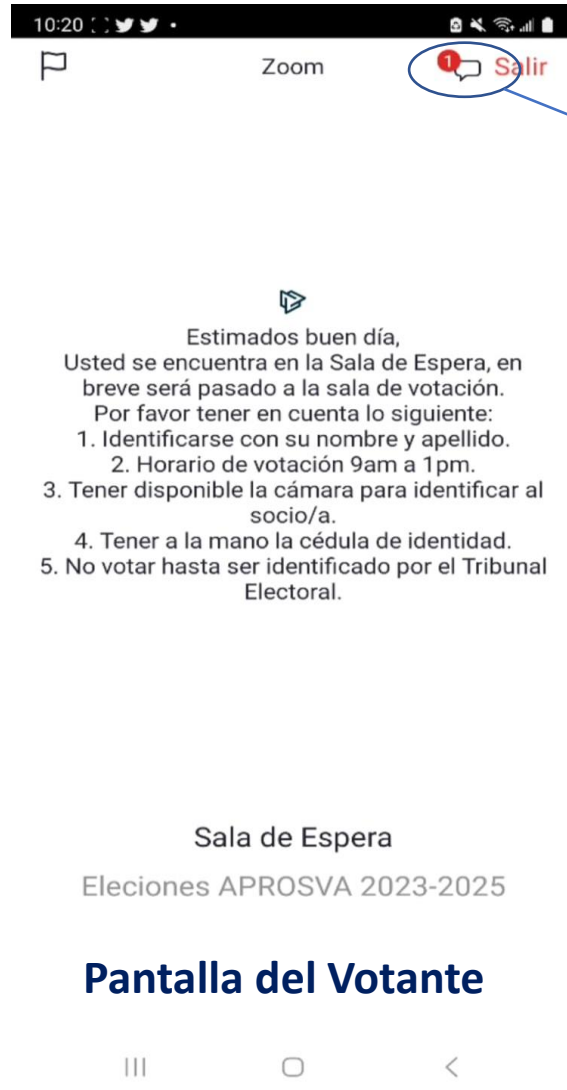 10:20
Zoom
1
Salir
Estimados buen día,
Usted se encuentra en la Sala de Espera, en
breve será pasado a la sala de votación.
Por favor tener en cuenta lo siguiente:
1. Identificarse con su nombre y apellido.
2. Horario de votación 9am a 1pm.
3. Tener disponible la cámara para identificar al
socio/a.
4. Tener a la mano la cédula de identidad.
5. No votar hasta ser identificado por el Tribunal
Electoral.
Sala de Espera
Eleciones APROSVA 2023-2025
Pantalla del Votante